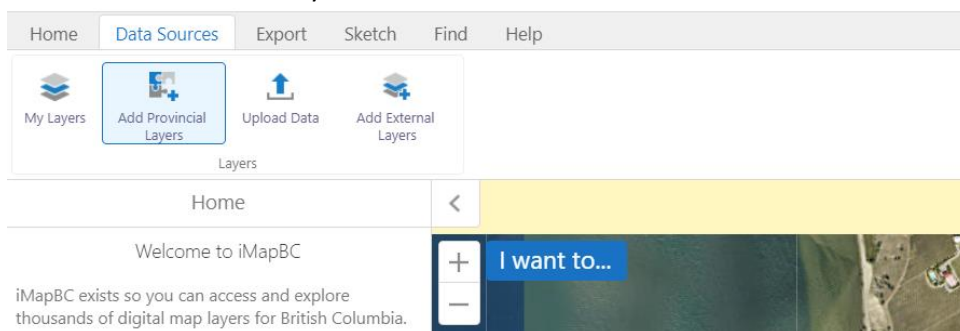 Home Data Sources Export Sketch Find Help
My Layers Add Provincial Upload Data Add External
Layers Layers
Layers
Home <
Welcome to iMapBC
+ I want to...
iMapBC exists so you can access and explore
thousands of digital map layers for British Columbia.
−